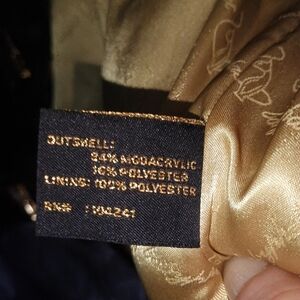 OUTSHELL:
84% MODACRYLIC
16% POLYESTER
LINING: 100% POLYESTER
RN# 104241